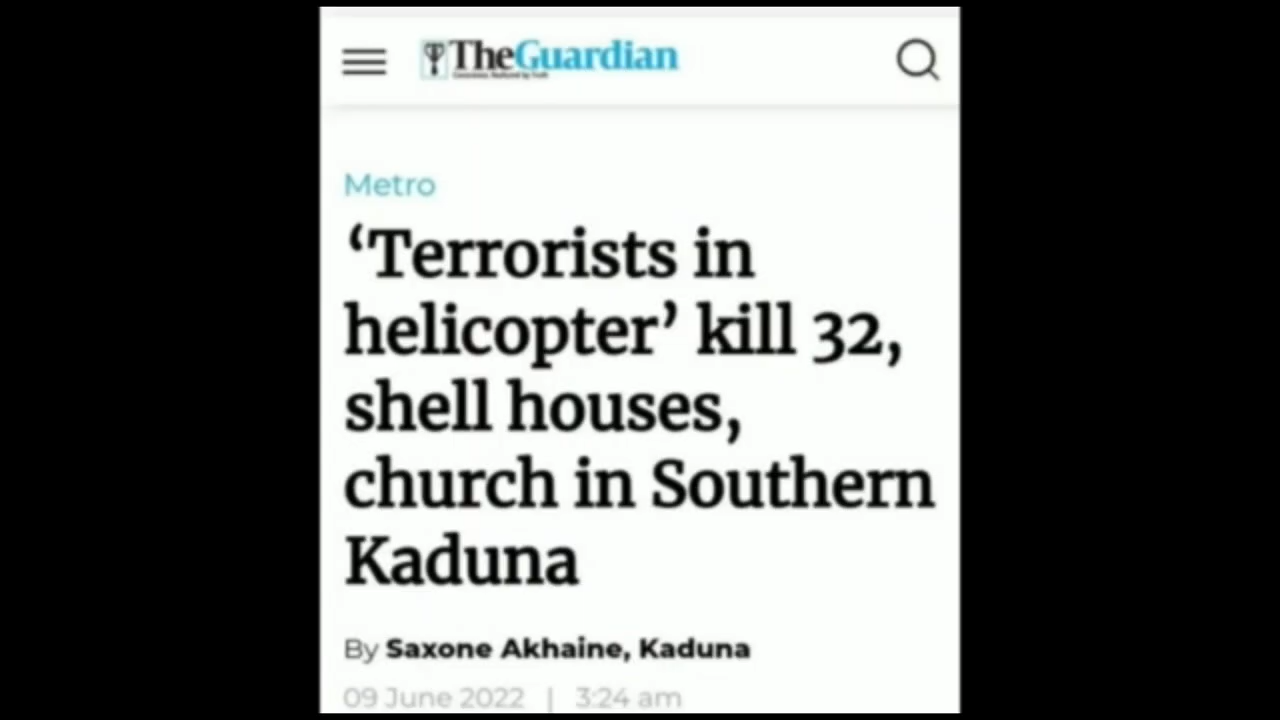 TheGuardian
Metro
‘Terrorists in
helicopter’ kill 32,
shell houses,
church in Southern
Kaduna
By Saxone Akhaine, Kaduna
09 June 2022 | 3:24 am